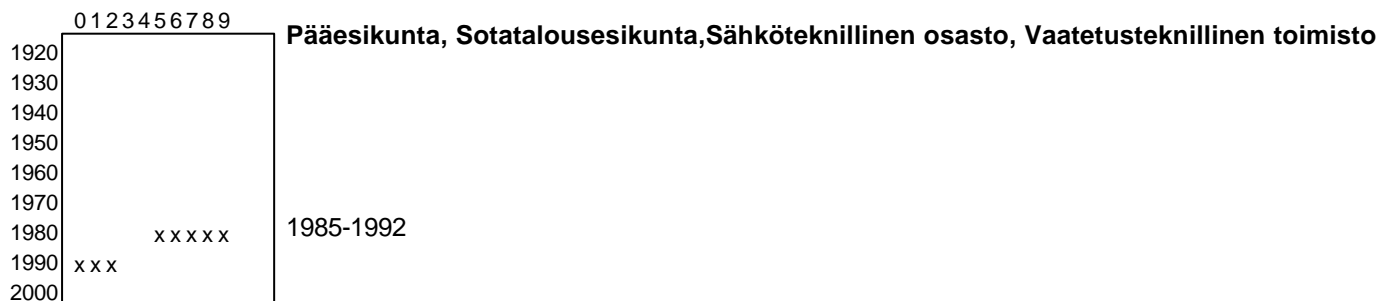 0 1 2 3 4 5 6 7 8 9
Pääesikunta, Sotatalousesikunta,Sähköteknillinen osasto, Vaatetusteknillinen toimisto
1920
1930
1940
1950
1960
1970
1980 x x x x x 1985-1992
1990 x x x
2000